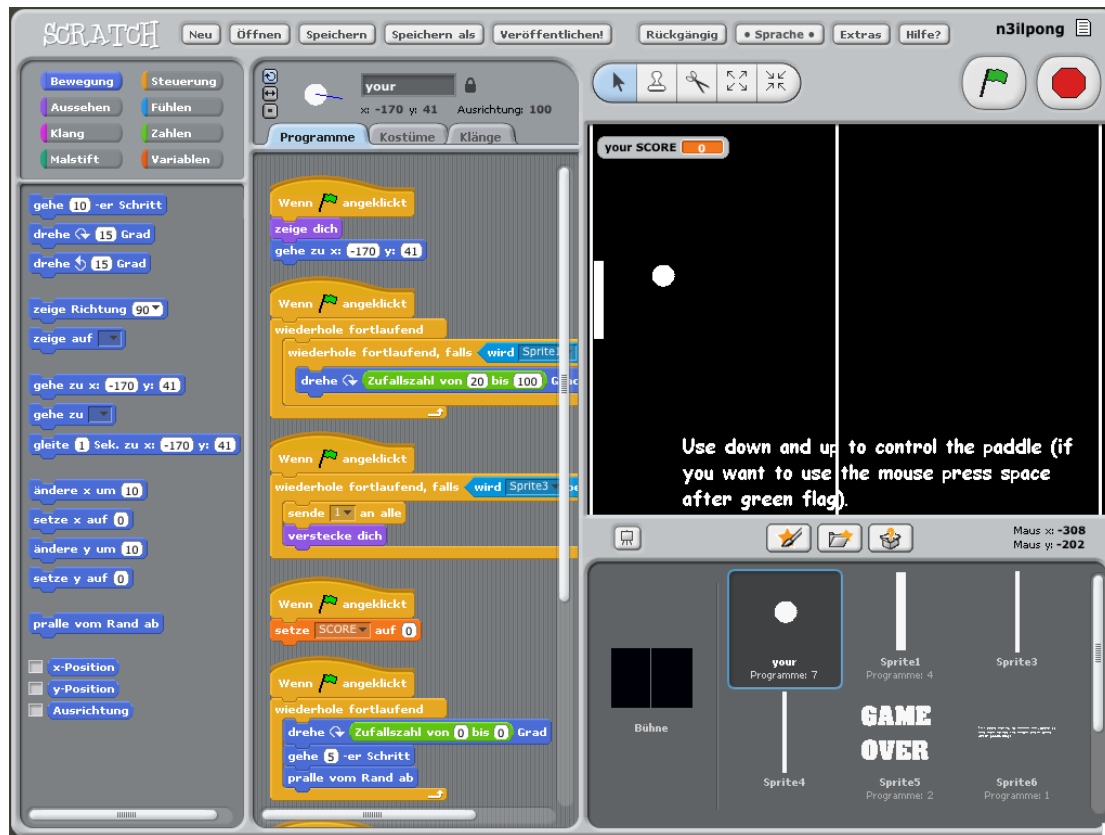 SCRATCH
Neu Öffnen Speichern Speichern als Veröffentlichen! Rückgängig • Sprache • Extras Hilfe? n3ilpong
Bewegung Steuerung
Aussehen Fühlen
Klang Zahlen
Malstift Variablen
gehe 10 -er Schritt
drehe 15 Grad
drehe 15 Grad
zeige Richtung 90
zeige auf
gehe zu x: -170 y: 41
gehe zu
gleite 1 Sek. zu x: -170 y: 41
ändere x um 10
setze x auf 0
ändere y um 10
setze y auf 0
pralle vom Rand ab
x-Position
y-Position
Ausrichtung
your
x: -170 y: 41 Ausrichtung: 100
Programme Kostüme Klänge
Wenn angeklickt
zeige dich
gehe zu x: -170 y: 41
Wenn angeklickt
wiederhole fortlaufend
wiederhole fortlaufend, falls wird Sprite1
drehe Zufallszahl von 20 bis 100 Grad
Wenn angeklickt
wiederhole fortlaufend, falls wird Sprite3 be
sende 1 an alle
verstecke dich
Wenn angeklickt
setze SCORE auf 0
Wenn angeklickt
wiederhole fortlaufend
drehe Zufallszahl von 0 bis 0 Grad
gehe 5 -er Schritt
pralle vom Rand ab
your SCORE 0
Use down and up to control the paddle (if
you want to use the mouse press space
after green flag).
Maus x: -308
Maus y: -202
Bühne
your
Programme: 7
Sprite1
Programme: 4
Sprite3
Sprite4
GAME
OVER
Sprite5
Programme: 2
Sprite6
Programme: 1